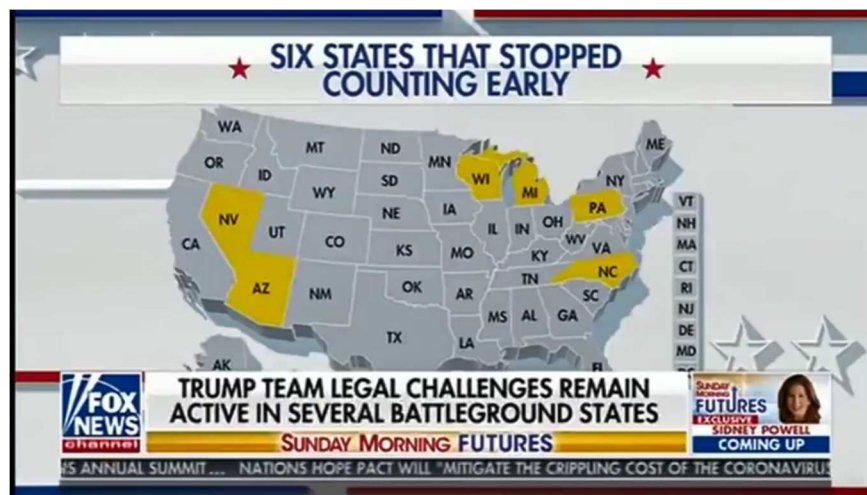 SIX STATES THAT STOPPED
COUNTING EARLY
WA
MT
ND
MN
ME
OR
ID
WY
SD
WI
MI
NY
NV
UT
CO
NE
IA
IL
IN
OH
PA
VT
NH
MA
CT
RI
NJ
DE
MD
CA
KS
MO
KY
WV
VA
AZ
NM
OK
AR
TN
NC
SC
TX
LA
MS
AL
GA
AK
FOX
NEWS
channel
TRUMP TEAM LEGAL CHALLENGES REMAIN
ACTIVE IN SEVERAL BATTLEGROUND STATES
SUNDAY MORNING FUTURES
SUNDAY
MORNING
FUTURES
EXCLUSIVE
SIDNEY POWELL
COMING UP
ANNUAL SUMMIT... NATIONS HOPE PACT WILL "MITIGATE THE CRIPPLING COST OF THE CORONAVIRUS